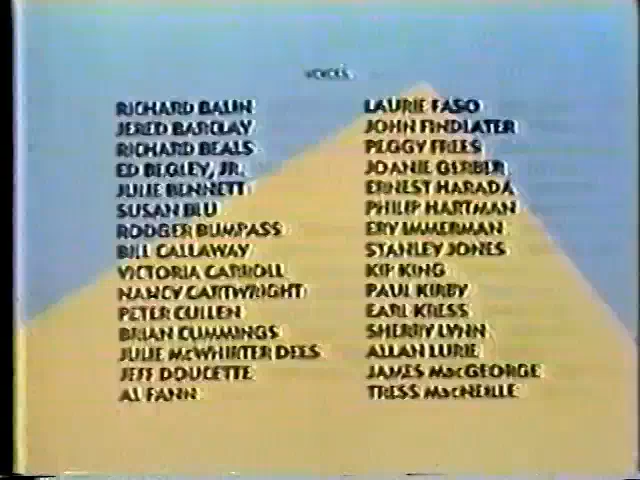 VOICES
RICHARD BALIN
JERED BARCLAY
RICHARD BEALS
ED BEGLEY, JR.
JULIE BENNETT
SUSAN BLU
RODGER BUMPASS
BILL CALLAWAY
VICTORIA CARROLL
NANCY CARTWRIGHT
PETER CULLEN
BRIAN CUMMINGS
JULIE McWHIRTER DEES
JEFF DOUCETTE
AL FANN
LAURIE FASO
JOHN FINDLATER
PEGGY FREES
JOANIE GERBER
ERNEST HARADA
PHILIP HARTMAN
ERV IMMERMAN
STANLEY JONES
KIP KING
PAUL KIRBY
EARL KRESS
SHERRY LYNN
ALLAN LURIE
JAMES MacGEORGE
TRESS MacNEILLE